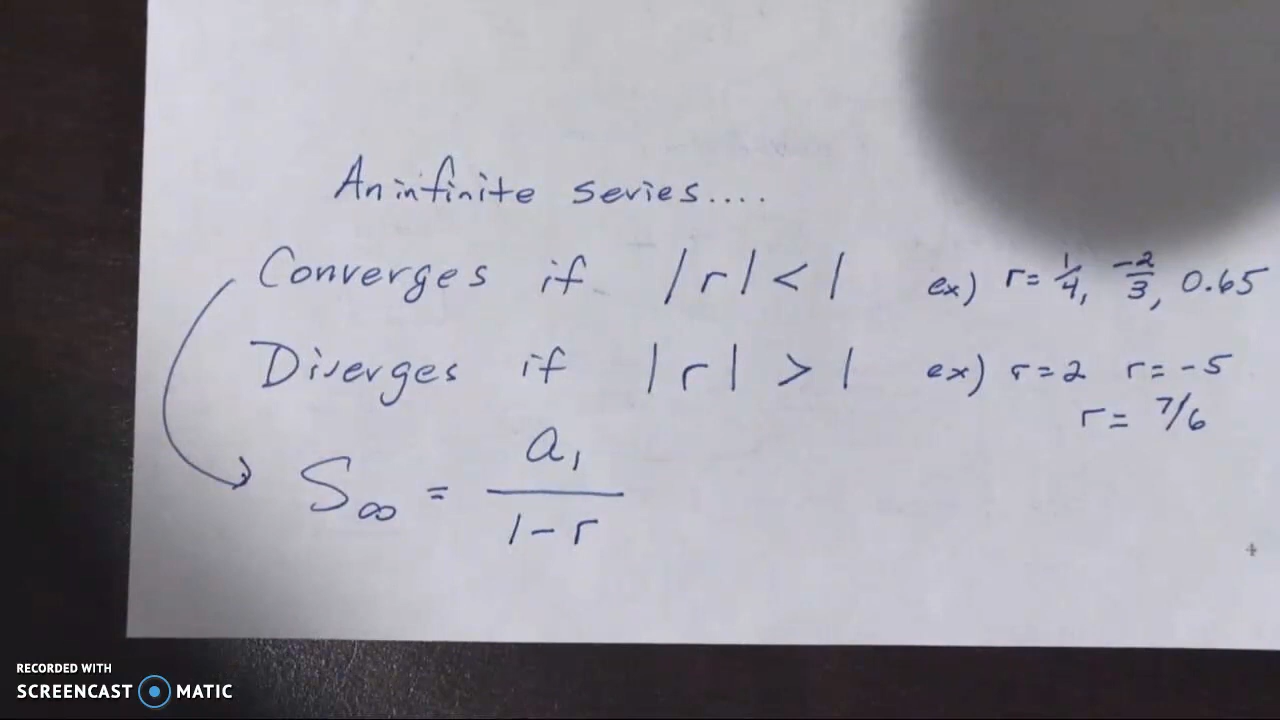 An infinite series....
Converges if |r| < 1 ex) r = 1/4, -2/3, 0.65
Diverges if |r| > 1 ex) r = 2 r = -5
r = 7/6
S∞ = a₁/(1-r)
RECORDED WITH
SCREENCAST MATIC